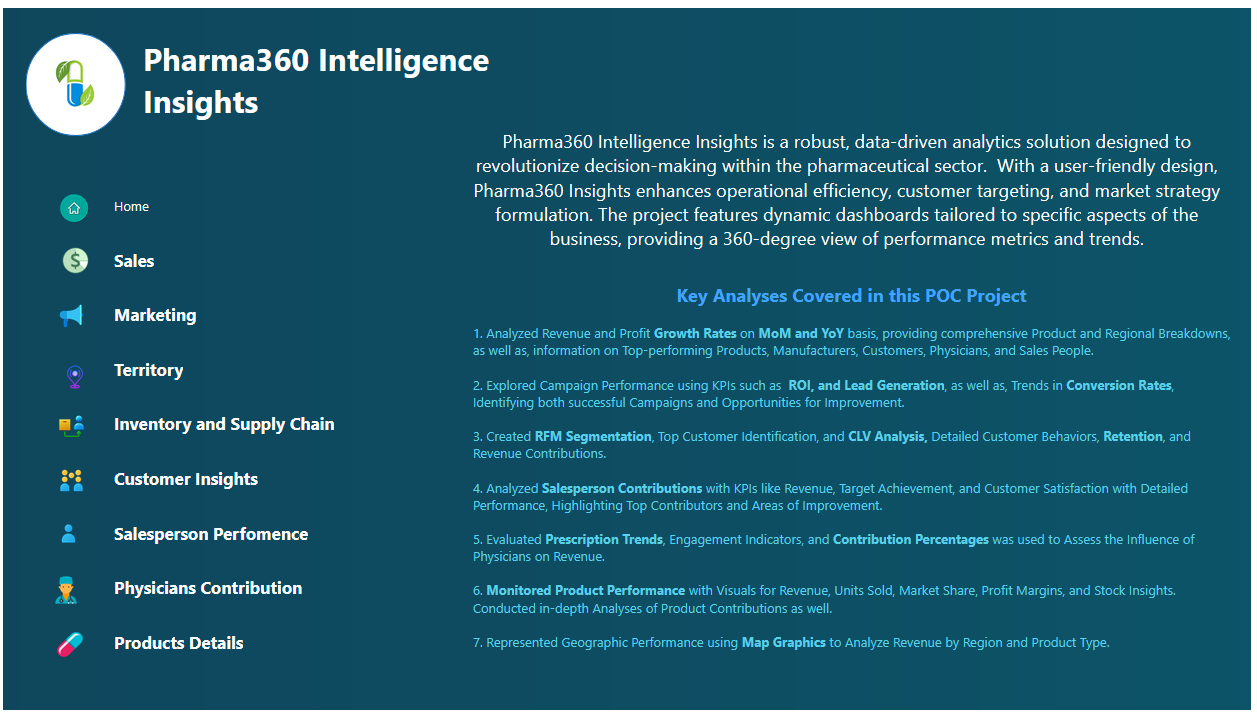 Pharma360 Intelligence
Insights
Home
Sales
Marketing
Territory
Inventory and Supply Chain
Customer Insights
Salesperson Perfomence
Physicians Contribution
Products Details
Pharma360 Intelligence Insights is a robust, data-driven analytics solution designed to
revolutionize decision-making within the pharmaceutical sector.  With a user-friendly design,
Pharma360 Insights enhances operational efficiency, customer targeting, and market strategy
formulation. The project features dynamic dashboards tailored to specific aspects of the
business, providing a 360-degree view of performance metrics and trends.
Key Analyses Covered in this POC Project
1. Analyzed Revenue and Profit Growth Rates on MoM and YoY basis, providing comprehensive Product and Regional Breakdowns,
as well as, information on Top-performing Products, Manufacturers, Customers, Physicians, and Sales People.
2. Explored Campaign Performance using KPIs such as  ROI, and Lead Generation, as well as, Trends in Conversion Rates,
Identifying both successful Campaigns and Opportunities for Improvement.
3. Created RFM Segmentation, Top Customer Identification, and CLV Analysis, Detailed Customer Behaviors, Retention, and
Revenue Contributions.
4. Analyzed Salesperson Contributions with KPIs like Revenue, Target Achievement, and Customer Satisfaction with Detailed
Performance, Highlighting Top Contributors and Areas of Improvement.
5. Evaluated Prescription Trends, Engagement Indicators, and Contribution Percentages was used to Assess the Influence of
Physicians on Revenue.
6. Monitored Product Performance with Visuals for Revenue, Units Sold, Market Share, Profit Margins, and Stock Insights.
Conducted in-depth Analyses of Product Contributions as well.
7. Represented Geographic Performance using Map Graphics to Analyze Revenue by Region and Product Type.